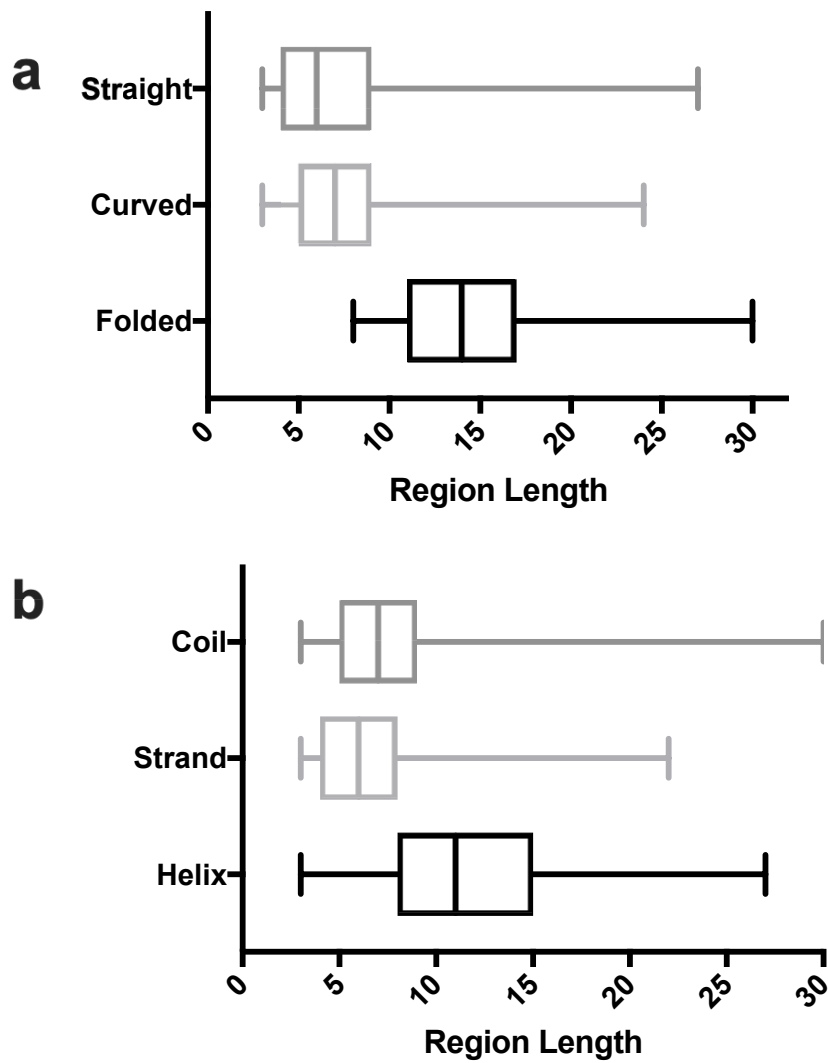 a
Straight
Curved
Folded
0 5 10 15 20 25 30
Region Length
b
Coil
Strand
Helix
0 5 10 15 20 25 30
Region Length